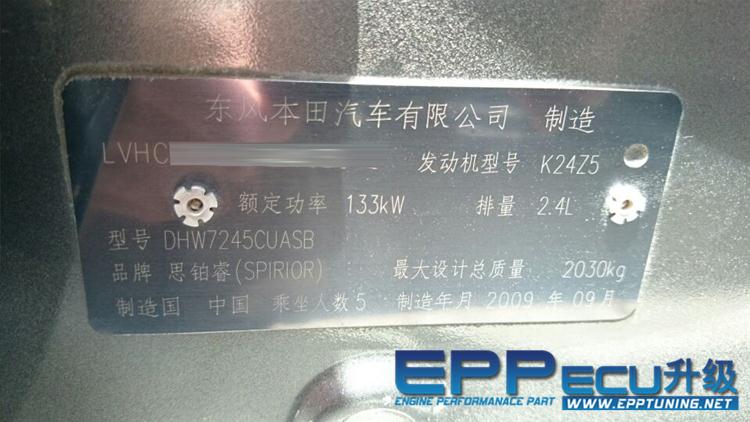 东风本田汽车有限公司 制造
LVHC 发动机型号 K24Z5
额定功率 133kW 排量 2.4L
型号 DHW7245CUASB
品牌 思铂睿(SPIRIOR) 最大设计总质量 2030kg
制造国 中国 乘坐人数 5 制造年月 2009 年 09 月
EPP ECU升级
ENGINE PERFORMANACE PART WWW.EPPTUNING.NET